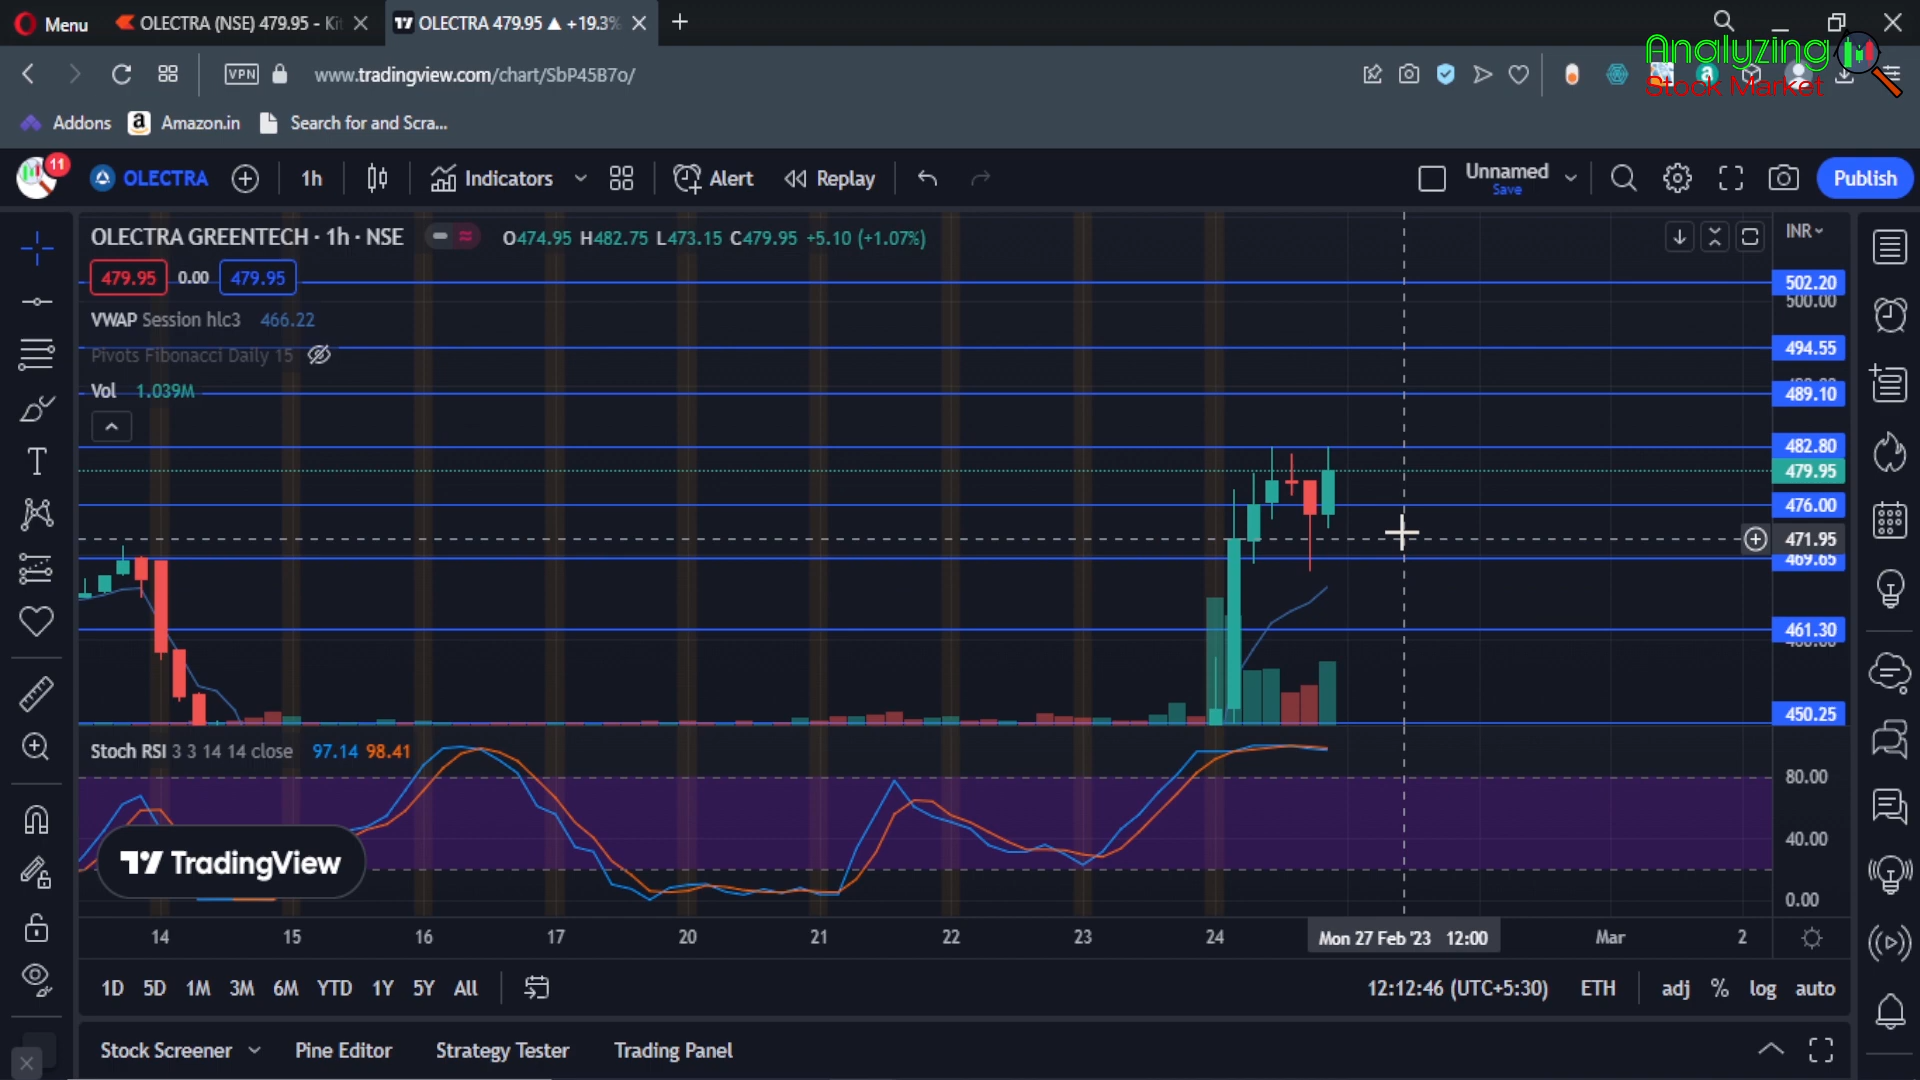 Menu
OLECTRA (NSE) 479.95 - Kit
OLECTRA 479.95 ▲ +19.3%
VPN
www.tradingview.com/chart/SbP45B7o/
Analyzing
Stock Market
Addons
Amazon.in
Search for and Scra...
11
OLECTRA
1h
Indicators
Alert
Replay
Unnamed
Save
Publish
OLECTRA GREENTECH · 1h · NSE
O474.95 H482.75 L473.15 C479.95 +5.10 (+1.07%)
INR
479.95 0.00 479.95
VWAP Session hlc3 466.22
Pivots Fibonacci Daily 15
Vol 1.039M
502.20
500.00
494.55
489.10
482.80
479.95
476.00
471.95
469.65
461.30
450.25
Stoch RSI 3 3 14 14 close 97.14 98.41
80.00
40.00
0.00
TradingView
14 15 16 17 20 21 22 23 24 Mon 27 Feb '23 12:00 Mar 2
1D 5D 1M 3M 6M YTD 1Y 5Y All
12:12:46 (UTC+5:30) ETH adj % log auto
Stock Screener Pine Editor Strategy Tester Trading Panel